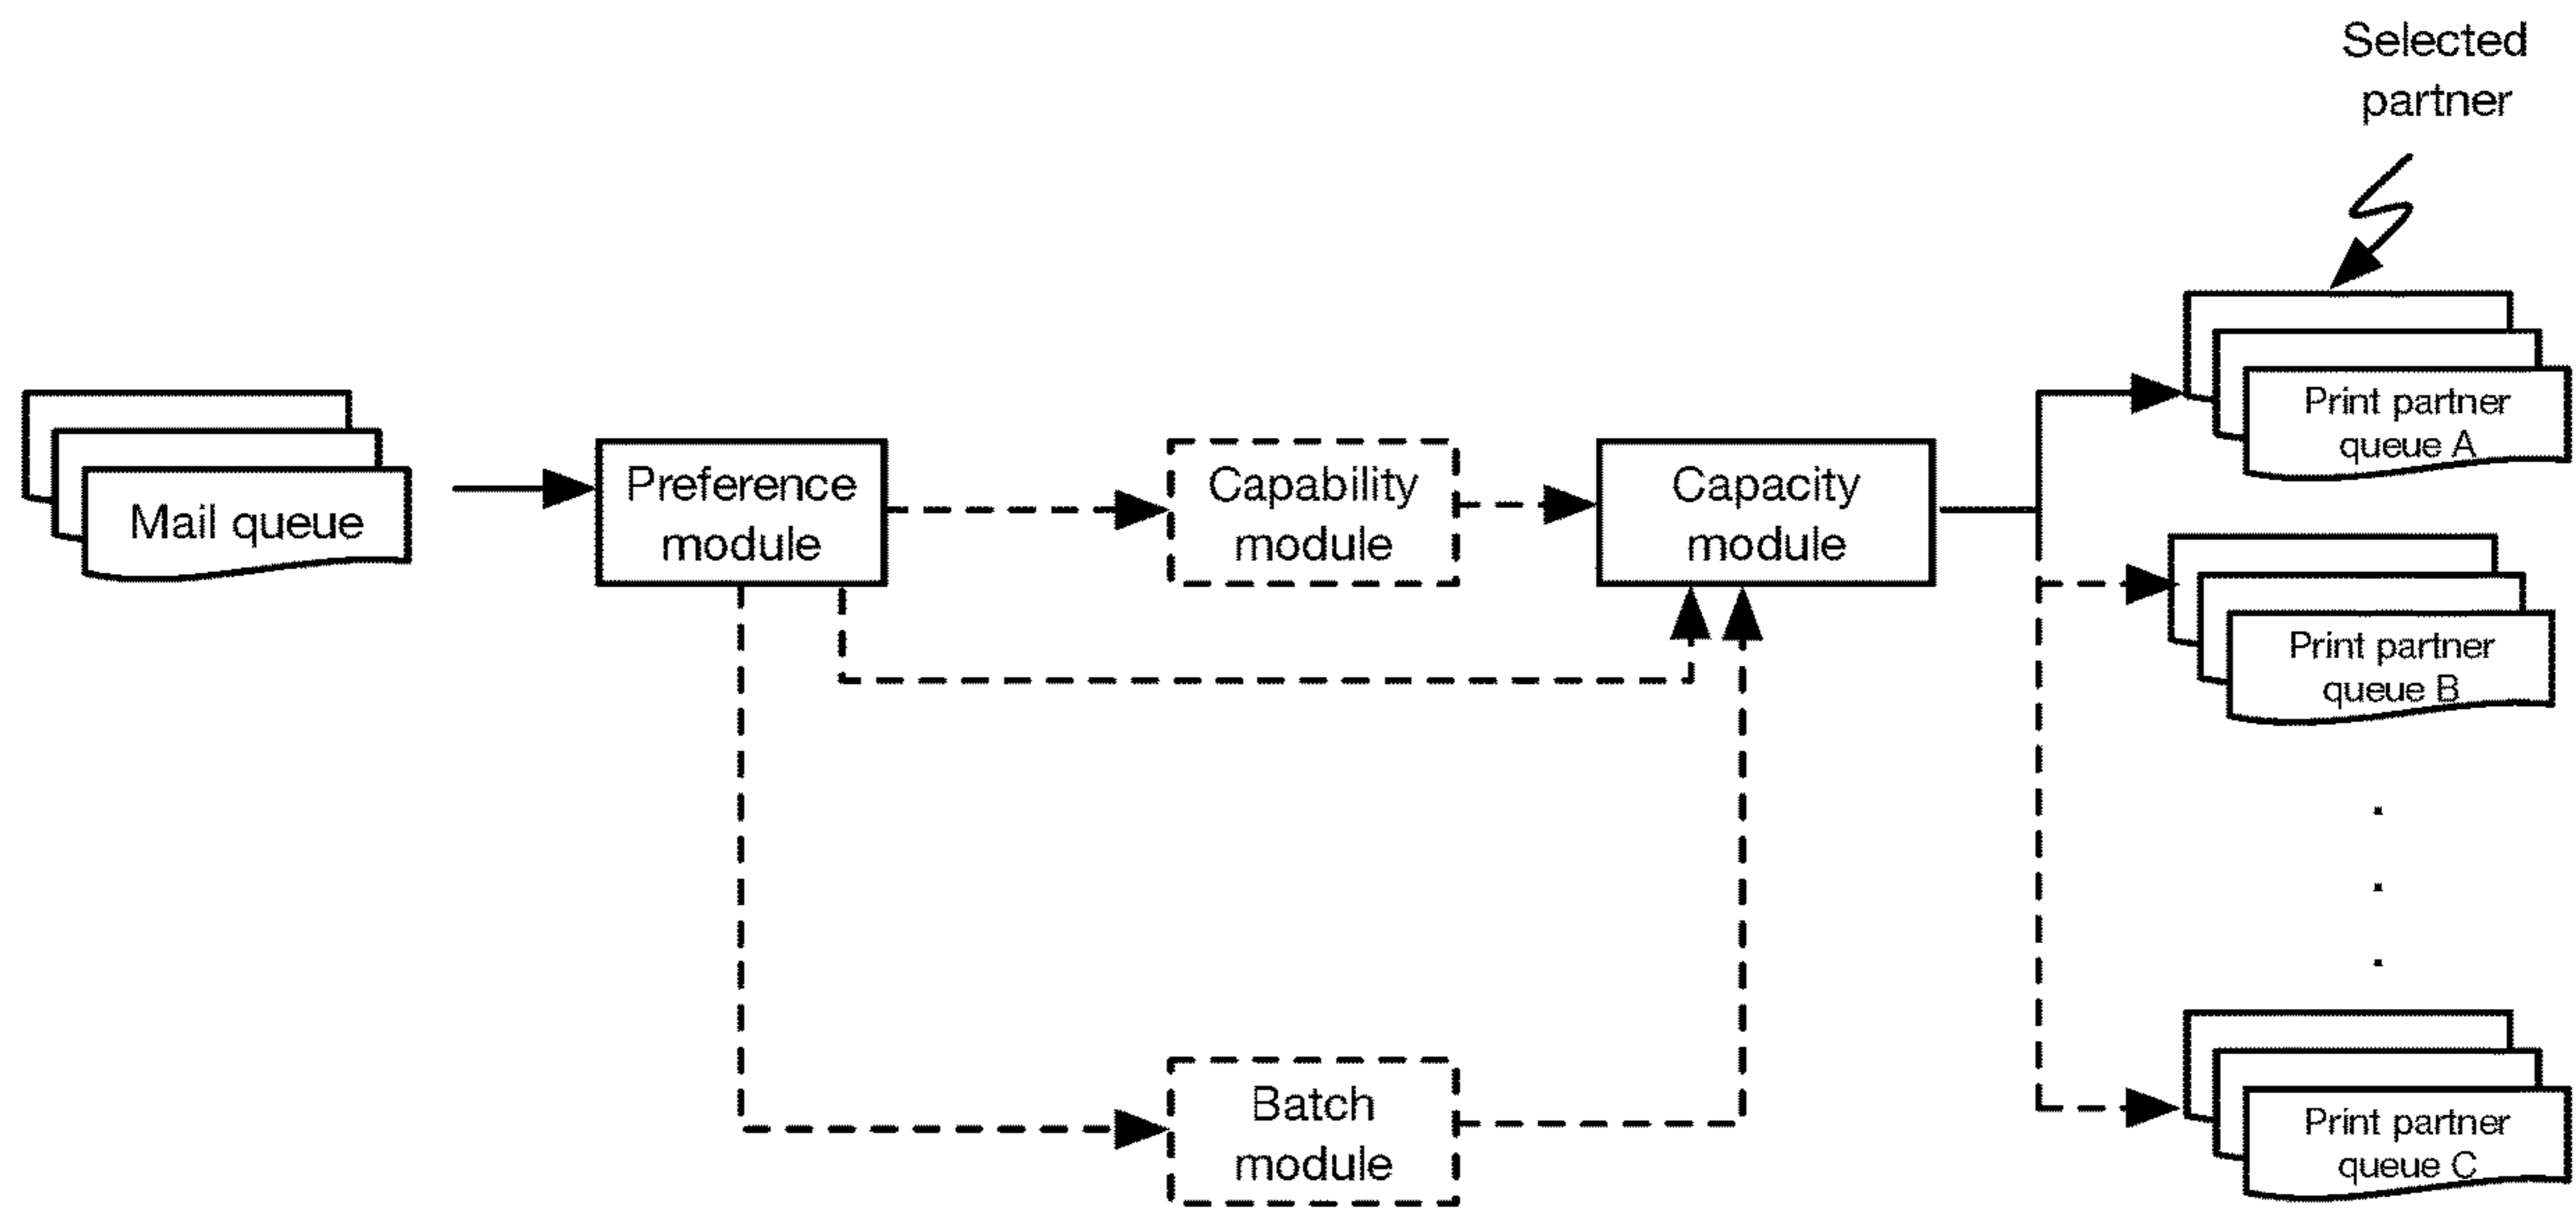 Selected
partner
Print partner
queue A
Mail queue
Preference
module
Capability
module
Capacity
module
Print partner
queue B
.
.
.
Batch
module
Print partner
queue C